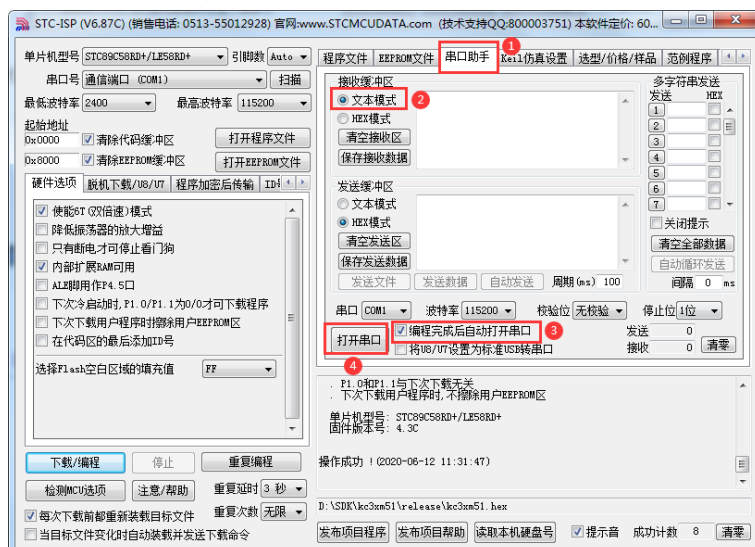 STC-ISP (V6.87C) (销售电话: 0513-55012928) 官网:www.STCMCUDATA.com (技术支持QQ:800003751) 本软件定价: 60...
单片机型号 STC89C58RD+/LE58RD+ 引脚数 Auto
串口号 通信端口 (COM1) 扫描
最低波特率 2400 最高波特率 115200
起始地址
0x0000 清除代码缓冲区 打开程序文件
0x8000 清除EEPROM缓冲区 打开EEPROM文件
硬件选项 脱机下载/U8/U7 程序加密后传输 ID号
使能6T(双倍速)模式
降低振荡器的放大增益
只有断电才可停止看门狗
内部扩展RAM可用
ALE脚用作P4.5口
下次冷启动时,P1.0/P1.1为0/0才可下载程序
下次下载用户程序时擦除用户EEPROM区
在代码区的最后添加ID号
选择Flash空白区域的填充值 FF
下载/编程 停止 重复编程
检测MCU选项 注意/帮助 重复延时 3 秒
每次下载前都重新装载目标文件 重复次数 无限
当目标文件变化时自动装载并发送下载命令
程序文件 EEPROM文件 串口助手 Keil仿真设置 选型/价格/样品 范例程序
1
接收缓冲区
文本模式
2
HEX模式
清空接收区
保存接收数据
多字符串发送
发送 HEX
1
2
3
4
5
6
7
发送缓冲区
文本模式
HEX模式
清空发送区
保存发送数据
关闭提示
清空全部数据
自动循环发送
发送文件 发送数据 自动发送 周期(ms) 100 间隔 0 ms
串口 COM1 波特率 115200 校验位 无校验 停止位 1位
打开串口 编程完成后自动打开串口 3 发送 0
将U8/U7设置为标准USB转串口 接收 0 清零
4
. P1.0和P1.1与下次下载无关
. 下次下载用户程序时,不擦除用户EEPROM区
单片机型号: STC89C58RD+/LE58RD+
固件版本号: 4.3C
操作成功 !(2020-06-12 11:31:47)
D:\SDK\kc3xm51\release\kc3xm51.hex
发布项目程序 发布项目帮助 读取本机硬盘号 提示音 成功计数 8 清零